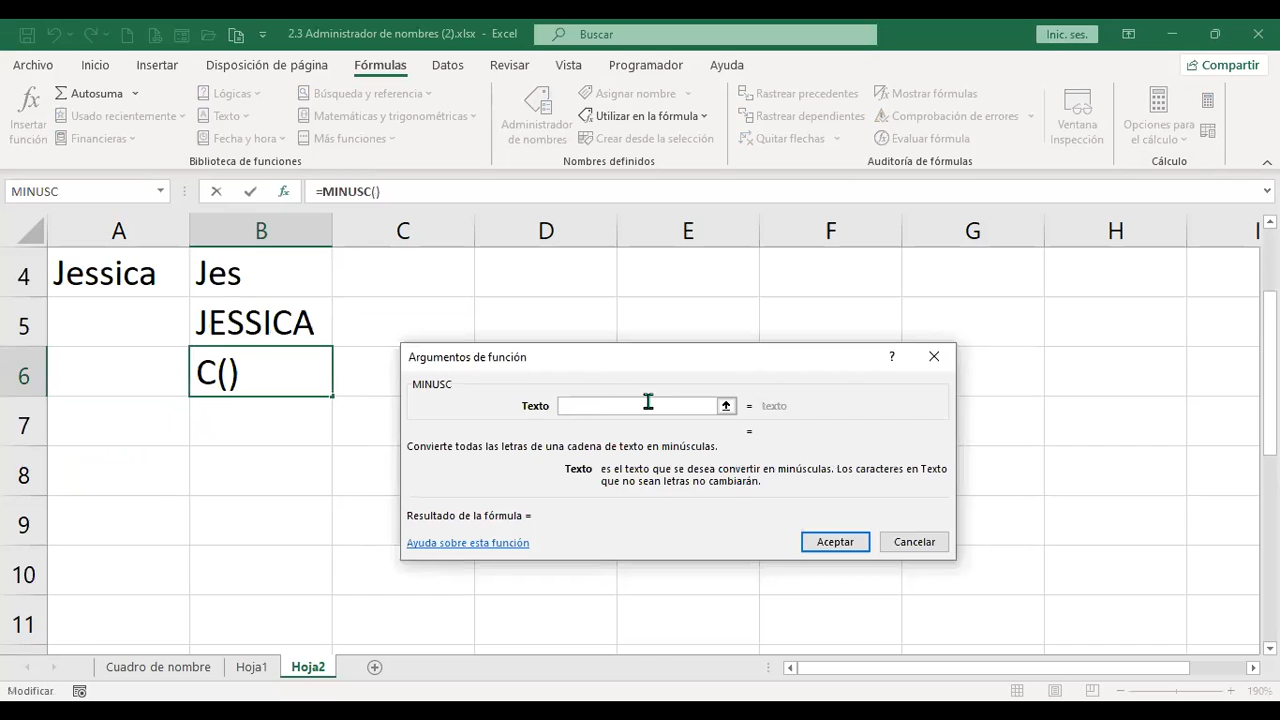 2.3 Administrador de nombres (2).xlsx - Excel
Buscar
Inic. ses.
Archivo Inicio Insertar Disposición de página Fórmulas Datos Revisar Vista Programador Ayuda
Compartir
Insertar función
Autosuma
Usado recientemente
Financieras
Lógicas
Texto
Fecha y hora
Búsqueda y referencia
Matemáticas y trigonométricas
Más funciones
Biblioteca de funciones
Administrador de nombres
Asignar nombre
Utilizar en la fórmula
Crear desde la selección
Nombres definidos
Rastrear precedentes
Rastrear dependientes
Quitar flechas
Mostrar fórmulas
Comprobación de errores
Evaluar fórmula
Auditoría de fórmulas
Ventana Inspección
Opciones para el cálculo
Cálculo
MINUSC
fx
=MINUSC()
A B C D E F G H I
4 Jessica Jes
5 JESSICA
6 C()
7
8
9
10
11
Argumentos de función
?
MINUSC
Texto = texto
=
Convierte todas las letras de una cadena de texto en minúsculas.
Texto es el texto que se desea convertir en minúsculas. Los caracteres en Texto
que no sean letras no cambiarán.
Resultado de la fórmula =
Ayuda sobre esta función
Aceptar
Cancelar
Cuadro de nombre Hoja1 Hoja2
Modificar
190%